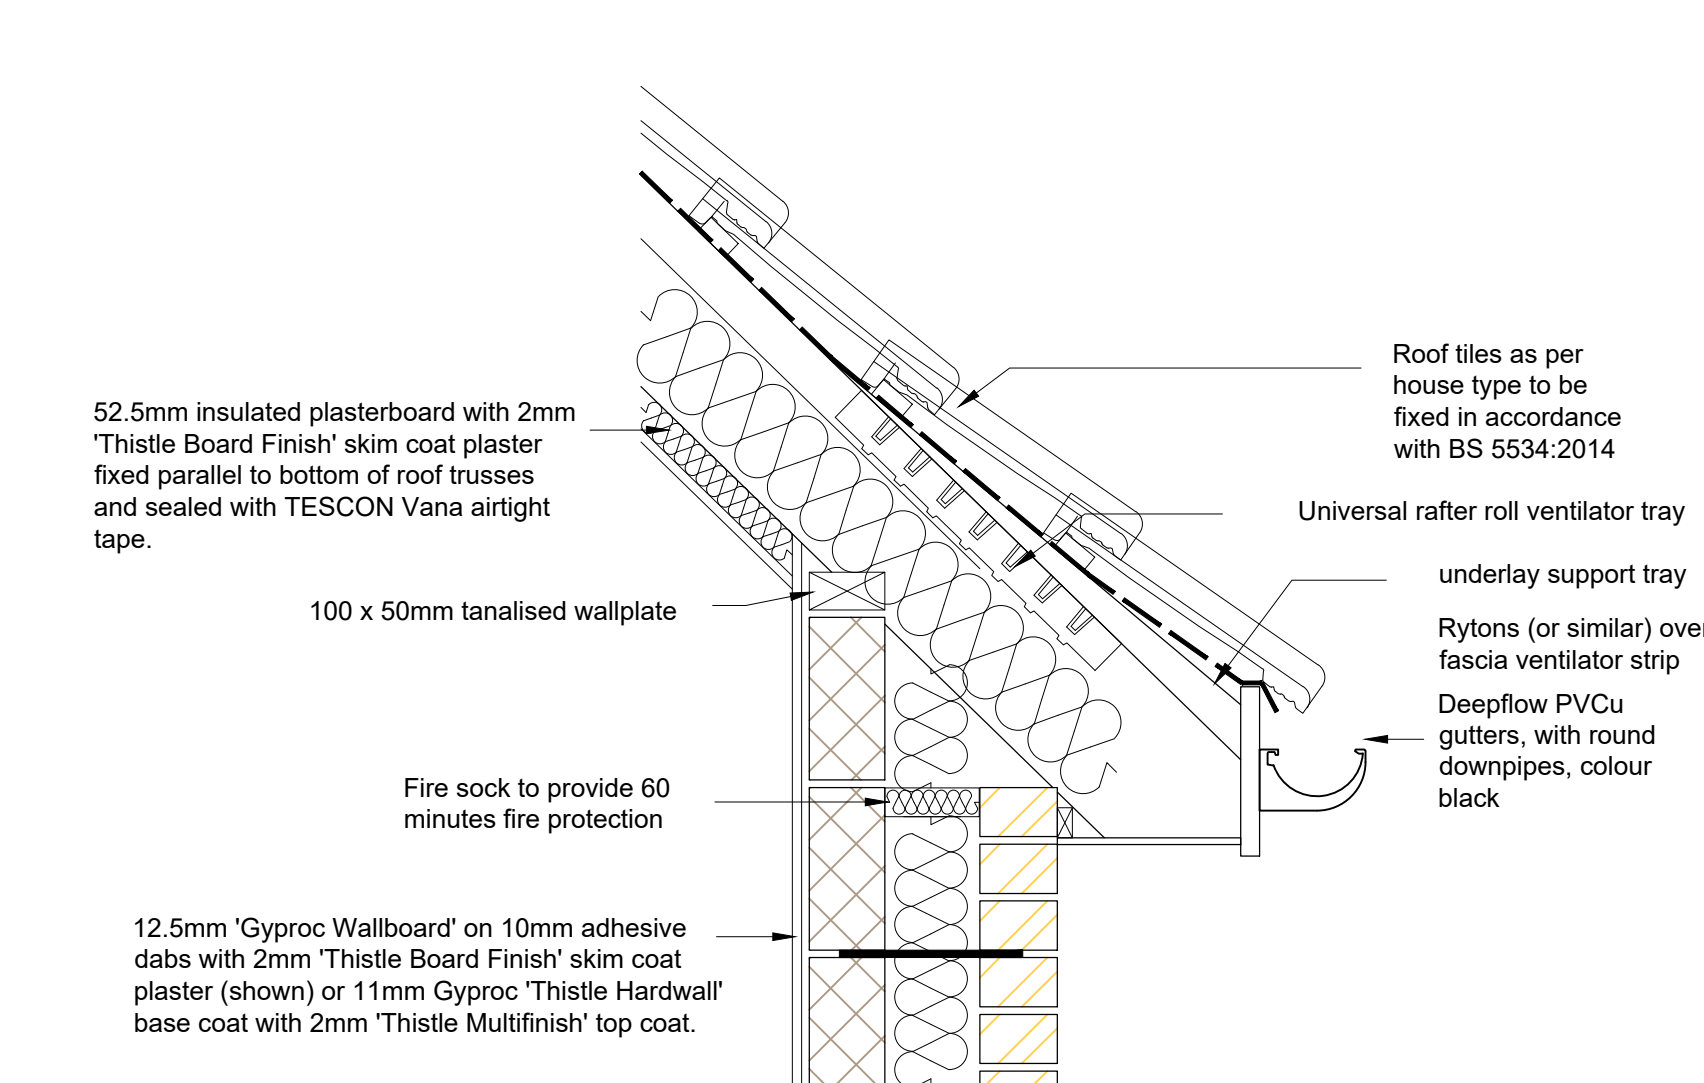 Roof tiles as per
house type to be
fixed in accordance
with BS 5534:2014
52.5mm insulated plasterboard with 2mm
'Thistle Board Finish' skim coat plaster
fixed parallel to bottom of roof trusses
and sealed with TESCON Vana airtight
tape.
Universal rafter roll ventilator tray
underlay support tray
100 x 50mm tanalised wallplate
Rytons (or similar) over
fascia ventilator strip
Deepflow PVCu
gutters, with round
downpipes, colour
black
Fire sock to provide 60
minutes fire protection
12.5mm 'Gyproc Wallboard' on 10mm adhesive
dabs with 2mm 'Thistle Board Finish' skim coat
plaster (shown) or 11mm Gyproc 'Thistle Hardwall'
base coat with 2mm 'Thistle Multifinish' top coat.